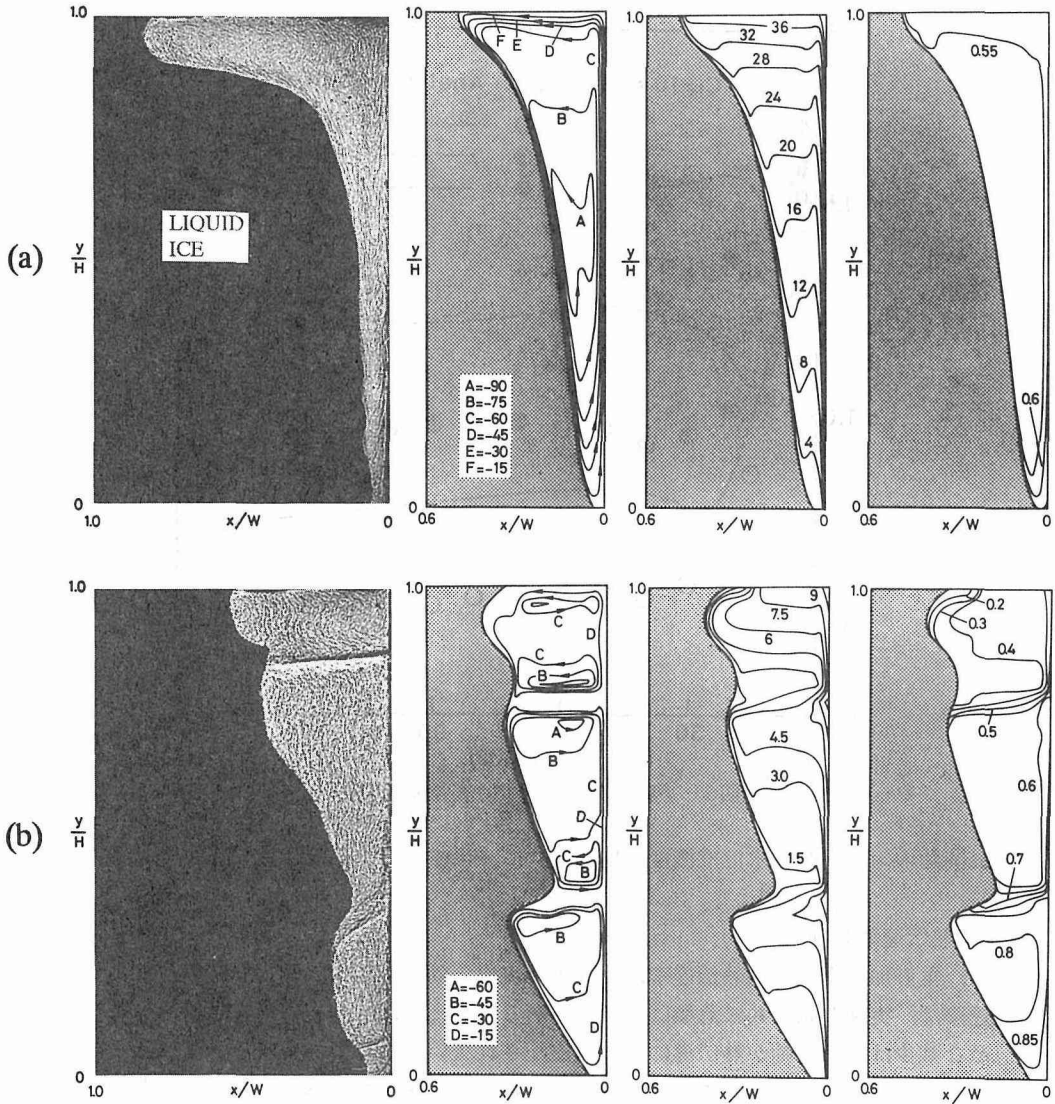 (a)
y/H
1.0
0
1.0
x/W
0
LIQUID
ICE
y/H
1.0
F E D C
B
A
A=-90
B=-75
C=-60
D=-45
E=-30
F=-15
0
0.6
x/W
0
y/H
1.0
36
32
28
24
20
16
12
8
4
0
0.6
x/W
0
y/H
1.0
0.55
0.6
0
0.6
x/W
0
(b)
y/H
1.0
0
1.0
x/W
0
y/H
1.0
C D
C
B
A
B
C
D
C
B
B
C
D
A=-60
B=-45
C=-30
D=-15
0
0.6
x/W
0
y/H
1.0
9
7.5
6
4.5
3.0
1.5
0
0.6
x/W
0
y/H
1.0
0.2
0.3
0.4
0.5
0.6
0.7
0.8
0.85
0
0.6
x/W
0